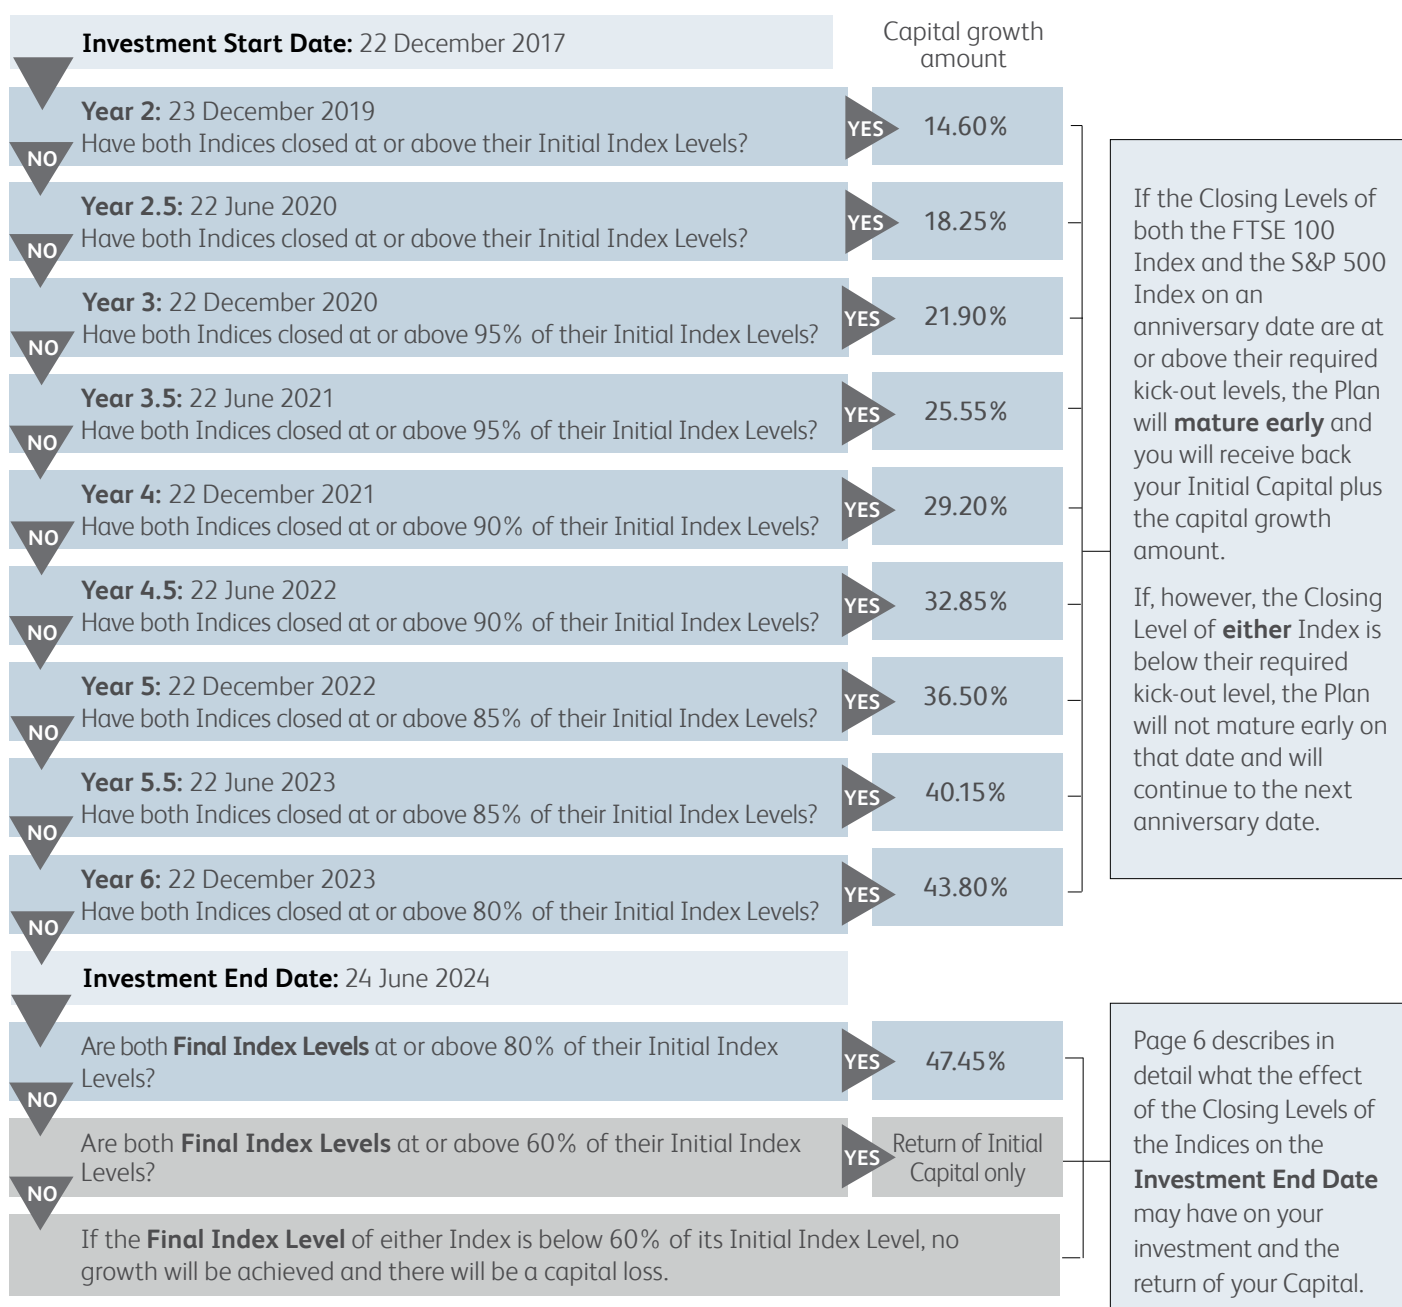 Investment Start Date: 22 December 2017
Capital growth
amount
Year 2: 23 December 2019
Have both Indices closed at or above their Initial Index Levels?
YES
14.60%
NO
Year 2.5: 22 June 2020
Have both Indices closed at or above their Initial Index Levels?
YES
18.25%
NO
Year 3: 22 December 2020
Have both Indices closed at or above 95% of their Initial Index Levels?
YES
21.90%
NO
Year 3.5: 22 June 2021
Have both Indices closed at or above 95% of their Initial Index Levels?
YES
25.55%
NO
Year 4: 22 December 2021
Have both Indices closed at or above 90% of their Initial Index Levels?
YES
29.20%
NO
Year 4.5: 22 June 2022
Have both Indices closed at or above 90% of their Initial Index Levels?
YES
32.85%
NO
Year 5: 22 December 2022
Have both Indices closed at or above 85% of their Initial Index Levels?
YES
36.50%
NO
Year 5.5: 22 June 2023
Have both Indices closed at or above 85% of their Initial Index Levels?
YES
40.15%
NO
Year 6: 22 December 2023
Have both Indices closed at or above 80% of their Initial Index Levels?
YES
43.80%
NO
If the Closing Levels of
both the FTSE 100
Index and the S&P 500
Index on an
anniversary date are at
or above their required
kick-out levels, the Plan
will mature early and
you will receive back
your Initial Capital plus
the capital growth
amount.
If, however, the Closing
Level of either Index is
below their required
kick-out level, the Plan
will not mature early on
that date and will
continue to the next
anniversary date.
Investment End Date: 24 June 2024
Are both Final Index Levels at or above 80% of their Initial Index
Levels?
YES
47.45%
NO
Are both Final Index Levels at or above 60% of their Initial Index
Levels?
YES
Return of Initial
Capital only
NO
If the Final Index Level of either Index is below 60% of its Initial Index Level, no
growth will be achieved and there will be a capital loss.
Page 6 describes in
detail what the effect
of the Closing Levels of
the Indices on the
Investment End Date
may have on your
investment and the
return of your Capital.